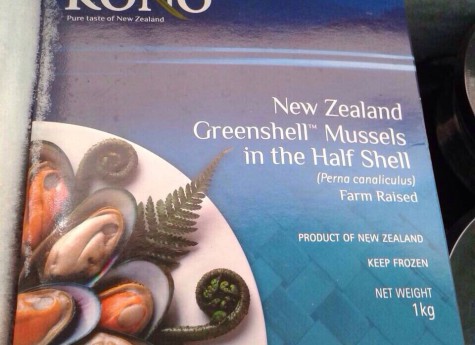 KONO
Pure taste of New Zealand
New Zealand
Greenshell™ Mussels
in the Half Shell
(Perna canaliculus)
Farm Raised
PRODUCT OF NEW ZEALAND
KEEP FROZEN
NET WEIGHT
1kg